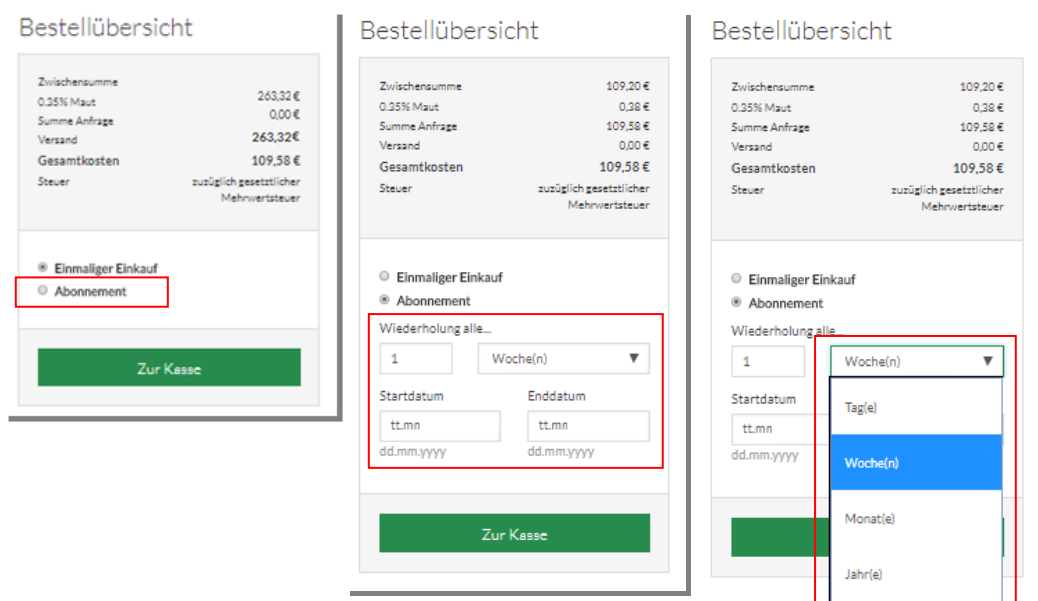 Bestellübersicht
Zwischensumme
0.35% Maut 263,32 €
Summe Anfrage 0,00 €
Versand 263,32€
Gesamtkosten 109,58 €
Steuer zuzüglich gesetztlicher
Mehrwertsteuer
Einmaliger Einkauf
Abonnement
Zur Kasse
Bestellübersicht
Zwischensumme 109,20 €
0.35% Maut 0,38 €
Summe Anfrage 109,58 €
Versand 0,00 €
Gesamtkosten 109,58 €
Steuer zuzüglich gesetztlicher
Mehrwertsteuer
Einmaliger Einkauf
Abonnement
Wiederholung alle...
1 Woche(n)
Startdatum Enddatum
tt.mn tt.mn
dd.mm.yyyy dd.mm.yyyy
Zur Kasse
Bestellübersicht
Zwischensumme 109,20 €
0.35% Maut 0,38 €
Summe Anfrage 109,58 €
Versand 0,00 €
Gesamtkosten 109,58 €
Steuer zuzüglich gesetztlicher
Mehrwertsteuer
Einmaliger Einkauf
Abonnement
Wiederholung alle...
1 Woche(n)
Startdatum
Tag(e)
tt.mn
dd.mm.yyyy
Woche(n)
Monat(e)
Jahr(e)